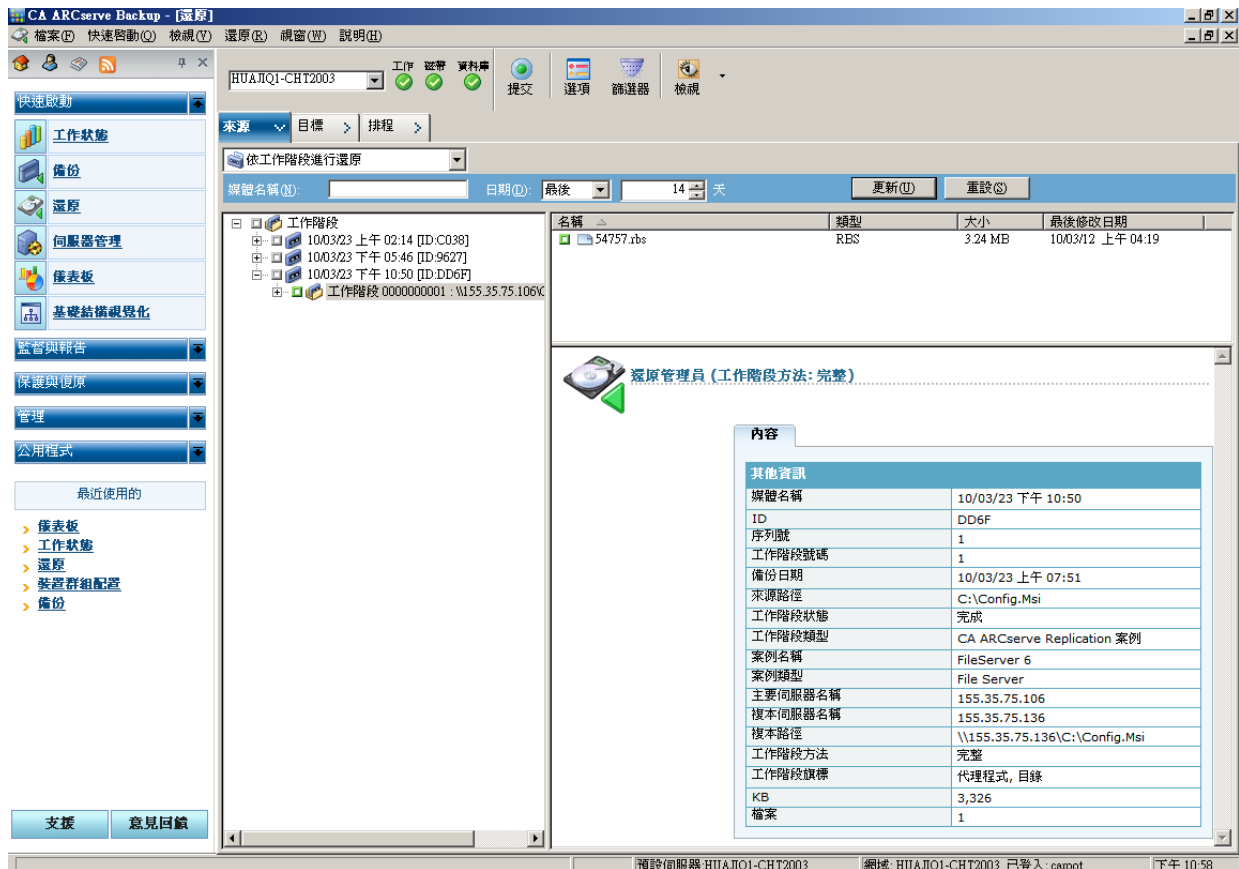 CA ARCserve Backup - [還原]
檔案(F) 快速啓動(Q) 檢視(Y) 還原(R) 視窗(W) 說明(H)
HUAJIQ1-CHT2003
工作 磁帶 資料庫
提交 選項 篩選器 檢視
快速啟動
工作狀態
備份
還原
伺服器管理
儀表板
基礎結構視覺化
監督與報告
保護與復原
管理
公用程式
最近使用的
儀表板
工作狀態
還原
裝置群組配置
備份
支援 意見回饋
來源 目標 排程
依工作階段進行還原
媒體名稱(N): 日期(D): 最後 14 天 更新(U) 重設(S)
工作階段
10/03/23 上午 02:14 [ID:C038]
10/03/23 下午 05:46 [ID:9627]
10/03/23 下午 10:50 [ID:DD6F]
工作階段 0000000001 : \\155.35.75.106\C
名稱 類型 大小 最後修改日期
54757.rbs RBS 3.24 MB 10/03/12 上午 04:19
還原管理員 (工作階段方法: 完整)
內容
其他資訊
媒體名稱 10/03/23 下午 10:50
ID DD6F
序列號 1
工作階段號碼 1
備份日期 10/03/23 上午 07:51
來源路徑 C:\Config.Msi
工作階段狀態 完成
工作階段類型 CA ARCserve Replication 案例
案例名稱 FileServer 6
案例類型 File Server
主要伺服器名稱 155.35.75.106
複本伺服器名稱 155.35.75.136
複本路徑 \\155.35.75.136\C:\Config.Msi
工作階段方法 完整
工作階段旗標 代理程式, 目錄
KB 3,326
檔案 1
預設伺服器:HUAJIQ1-CHT2003 網域: HUAJIQ1-CHT2003 已登入: carpot 下午 10:58